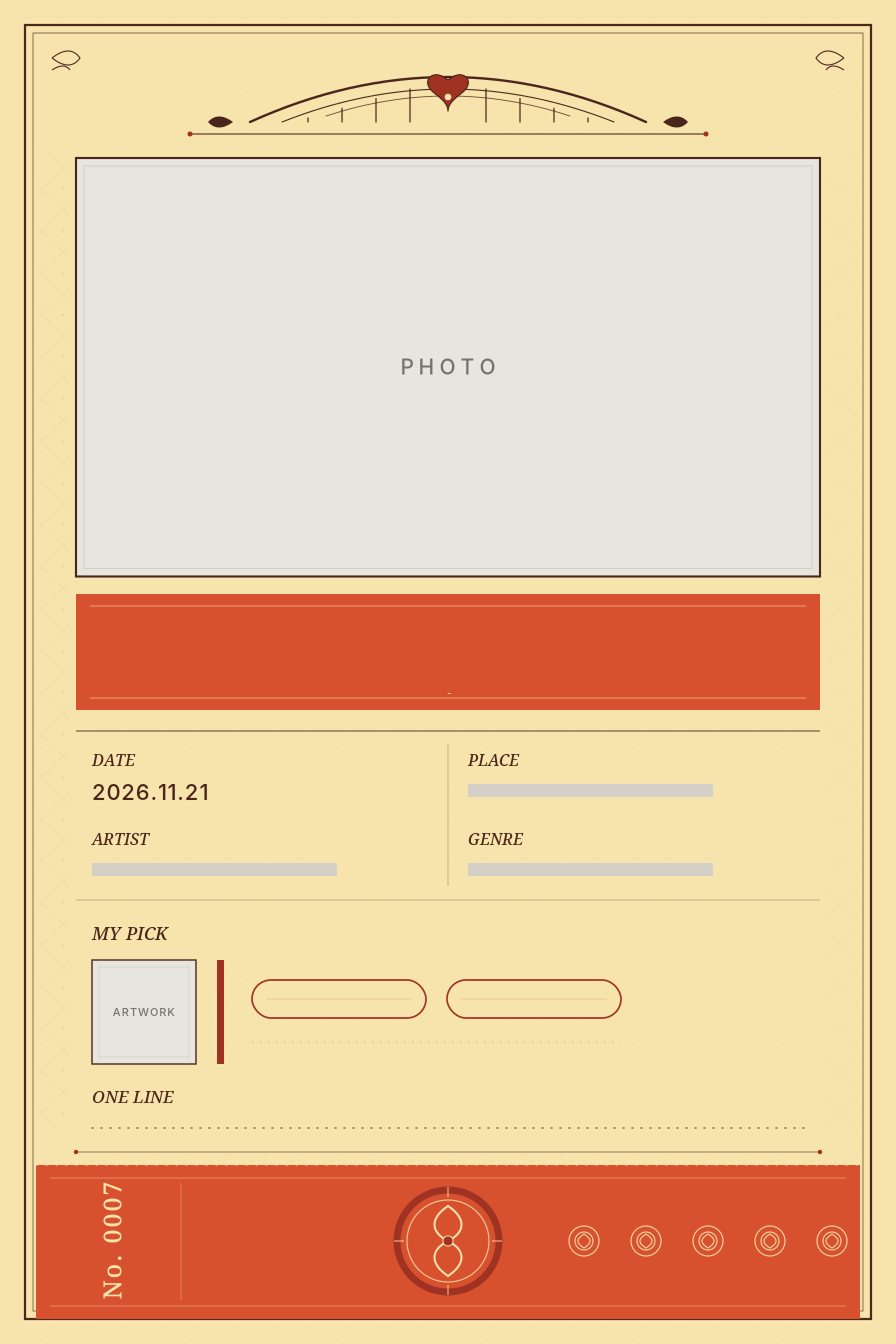 PHOTO
-
DATE
2026.11.21
PLACE
ARTIST
GENRE
MY PICK
ARTWORK
ONE LINE
No. 0007